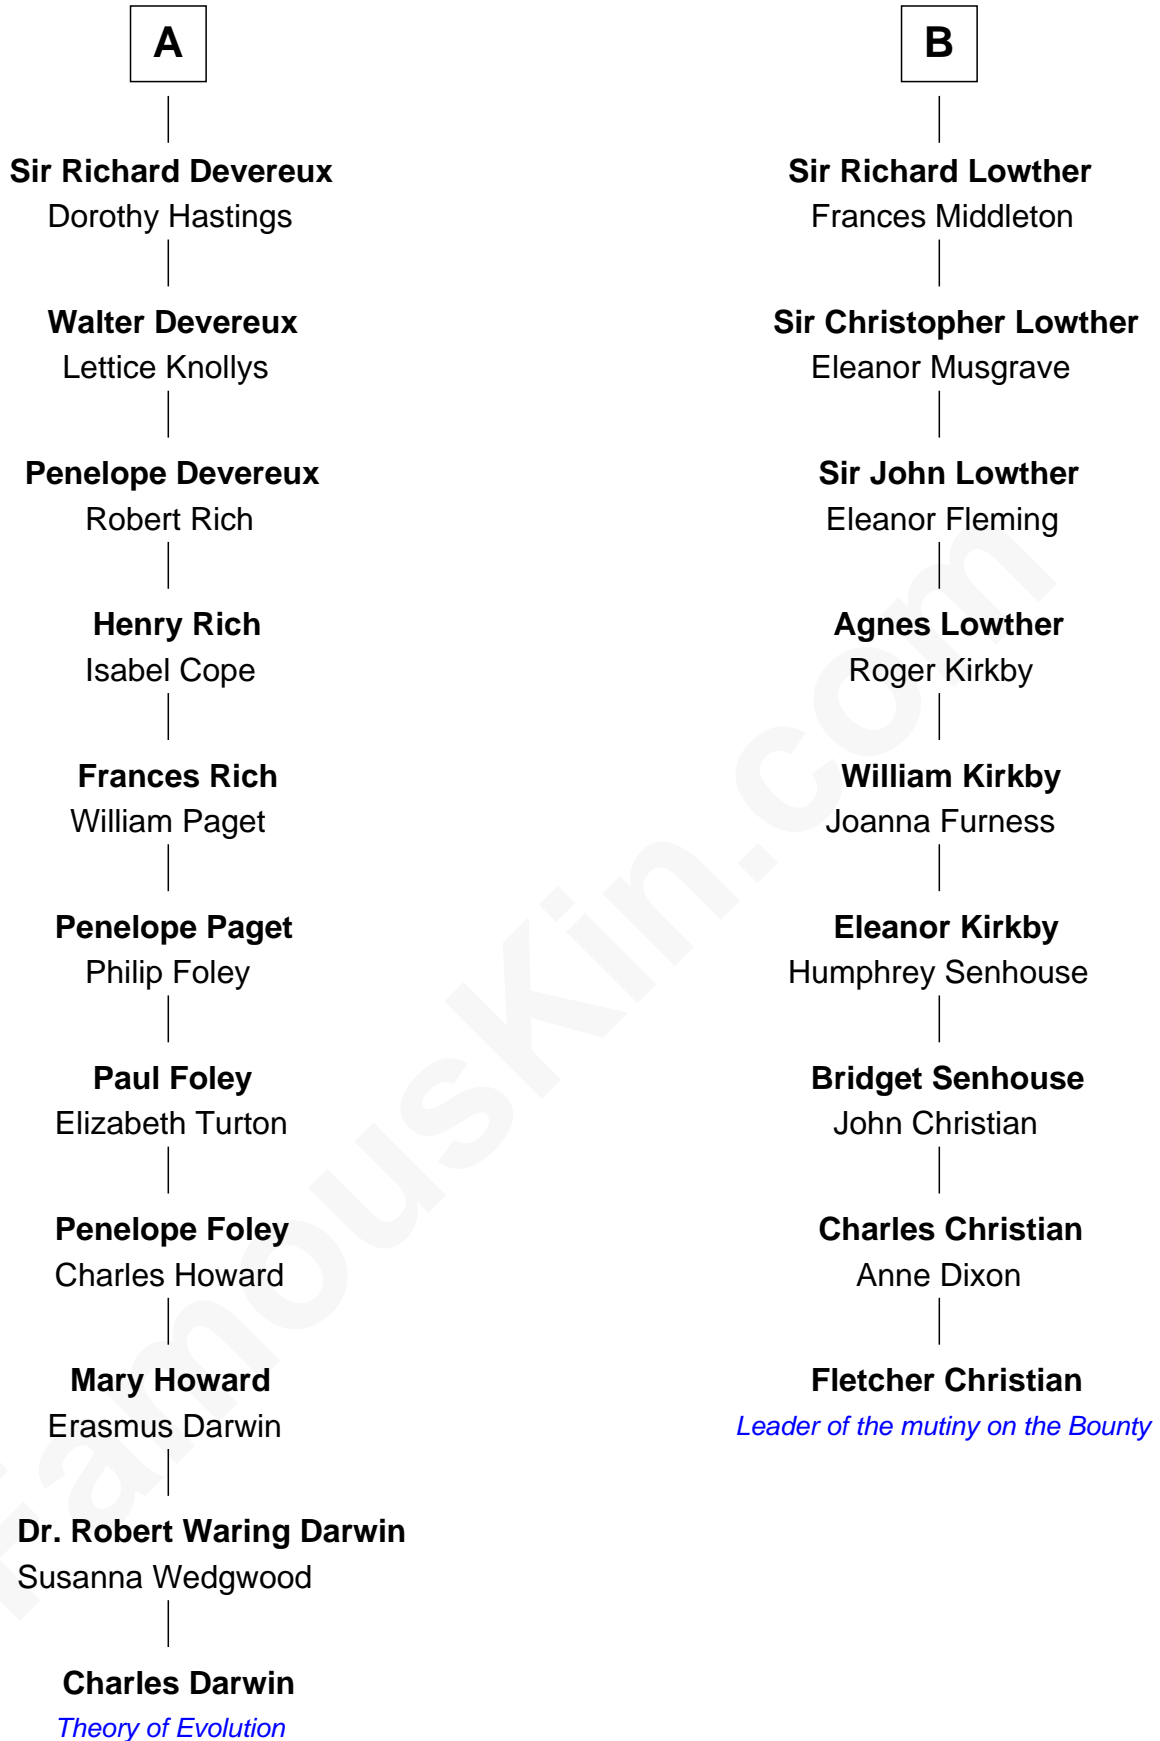 A
Sir Richard Devereux
Dorothy Hastings
Walter Devereux
Lettice Knollys
Penelope Devereux
Robert Rich
Henry Rich
Isabel Cope
Frances Rich
William Paget
Penelope Paget
Philip Foley
Paul Foley
Elizabeth Turton
Penelope Foley
Charles Howard
Mary Howard
Erasmus Darwin
Dr. Robert Waring Darwin
Susanna Wedgwood
Charles Darwin
Theory of Evolution
B
Sir Richard Lowther
Frances Middleton
Sir Christopher Lowther
Eleanor Musgrave
Sir John Lowther
Eleanor Fleming
Agnes Lowther
Roger Kirkby
William Kirkby
Joanna Furness
Eleanor Kirkby
Humphrey Senhouse
Bridget Senhouse
John Christian
Charles Christian
Anne Dixon
Fletcher Christian
Leader of the mutiny on the Bounty
FamousKin.com